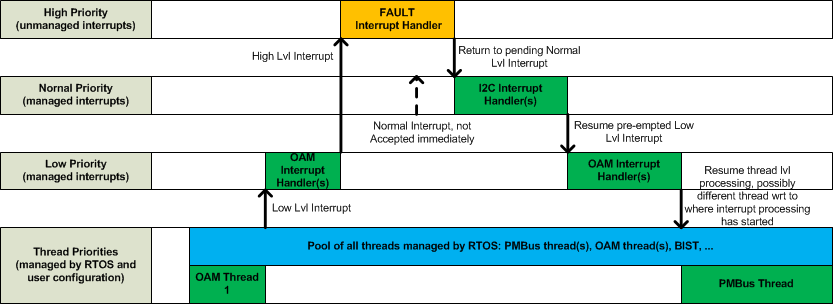 High Priority
(unmanaged interrupts)
FAULT
Interrupt Handler
High Lvl Interrupt
Return to pending Normal
Lvl Interrupt
Nornal Priority
(managed interrupts)
I2C Interrupt
Handler(s)
Normal Interrupt, not
Accepted immediately
Resume pre-empted Low
Lvl Interrupt
Low Priority
(managed interrupts)
OAM
Interrupt
Handler(s)
OAM Interrupt
Handler(s)
Resume thread lvl
processing, possibly
different thread wrt to
where interrupt processing
has started
Low Lvl Interrupt
Thread Priorities
(managed by RTOS and
user configuration)
Pool of all threads managed by RTOS: PMBus thread(s), OAM thread(s), BIST, ...
OAM Thread
1
PMBus Thread